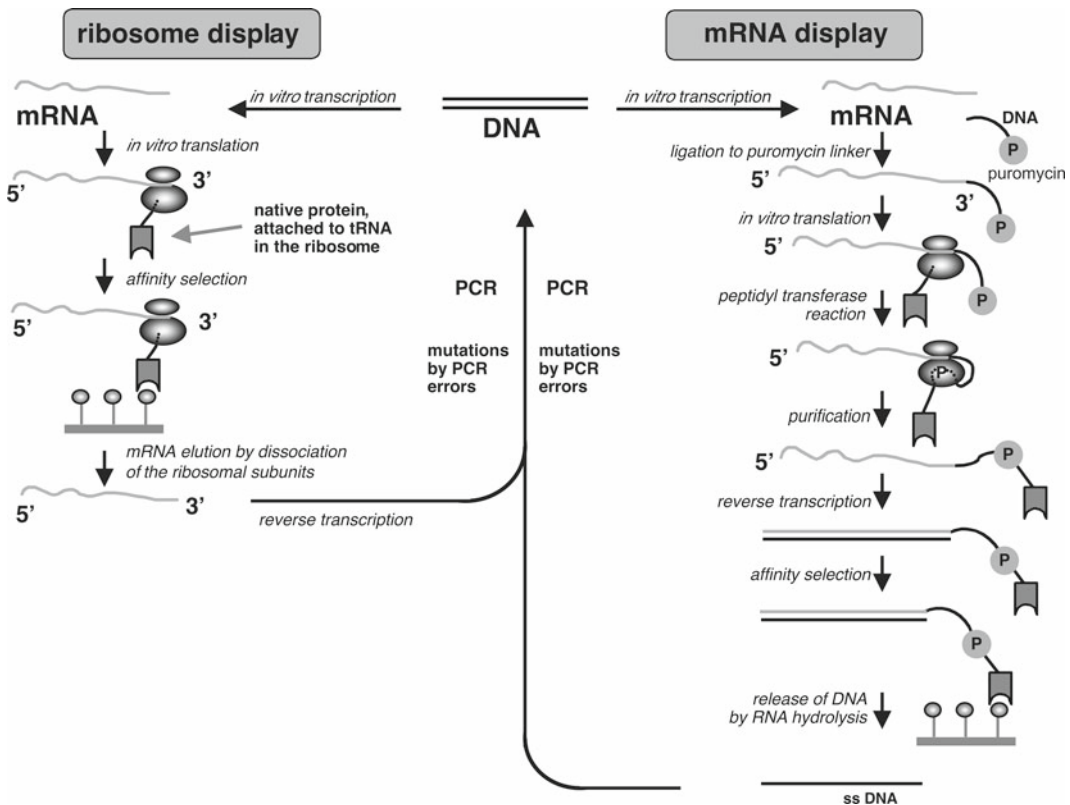 ribosome display
mRNA display
in vitro transcription
in vitro transcription
mRNA
DNA
mRNA
DNA
P
puromycin
in vitro translation
5’
3’
native protein,
attached to tRNA
in the ribosome
affinity selection
5’
3’
mRNA elution by dissociation
of the ribosomal subunits
5’
3’
reverse transcription
PCR
PCR
mutations
by PCR
errors
mutations
by PCR
errors
ligation to puromycin linker
5’
3’
P
in vitro translation
5’
P
peptidyl transferase
reaction
5’
P
purification
5’
P
reverse transcription
P
affinity selection
P
release of DNA
by RNA hydrolysis
ss DNA